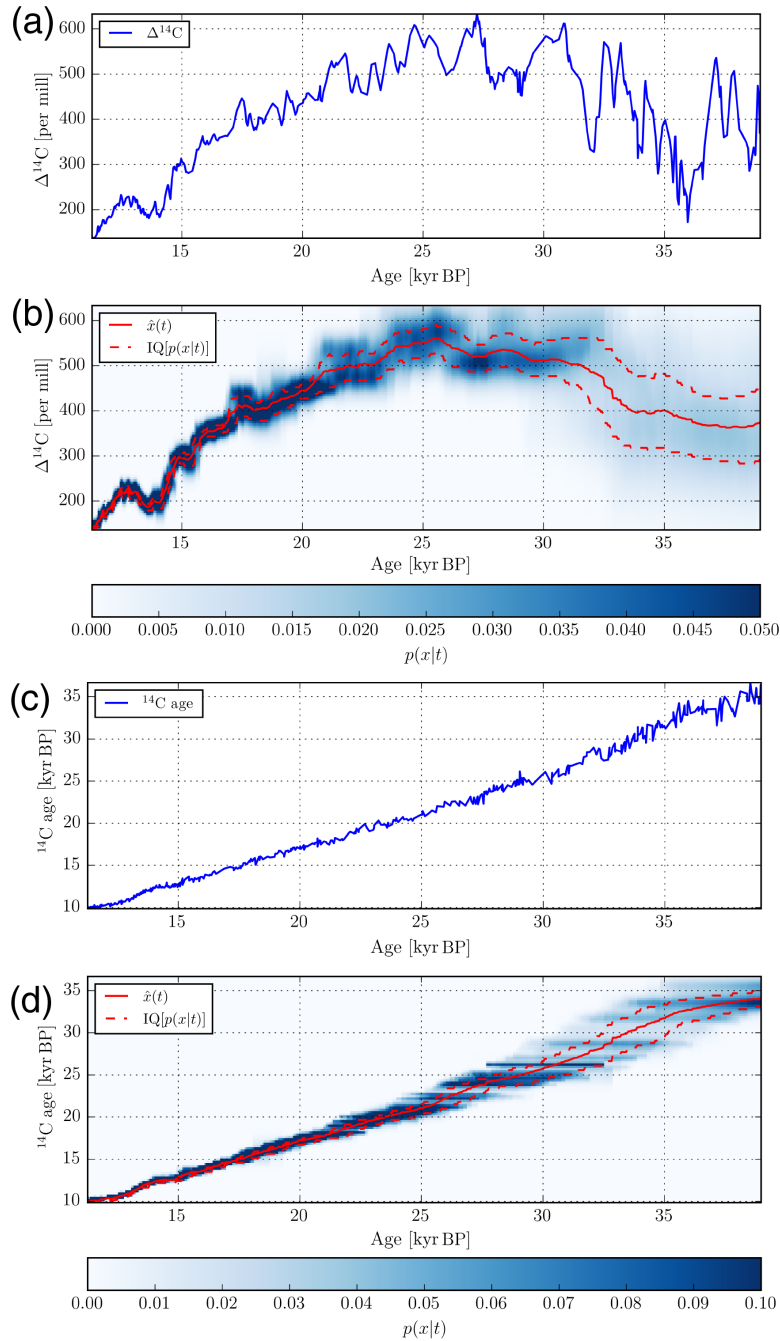 (a)
Δ¹⁴C
600
500
400
300
200
Δ¹⁴C [per mill]
15 20 25 30 35
Age [kyr BP]
(b)
x̂(t)
IQ[p(x|t)]
600
500
400
300
200
Δ¹⁴C [per mill]
15 20 25 30 35
Age [kyr BP]
0.000 0.005 0.010 0.015 0.020 0.025 0.030 0.035 0.040 0.045 0.050
p(x|t)
(c)
¹⁴C age
35
30
25
20
15
10
¹⁴C age [kyr BP]
15 20 25 30 35
Age [kyr BP]
(d)
x̂(t)
IQ[p(x|t)]
35
30
25
20
15
10
¹⁴C age [kyr BP]
15 20 25 30 35
Age [kyr BP]
0.00 0.01 0.02 0.03 0.04 0.05 0.06 0.07 0.08 0.09 0.10
p(x|t)